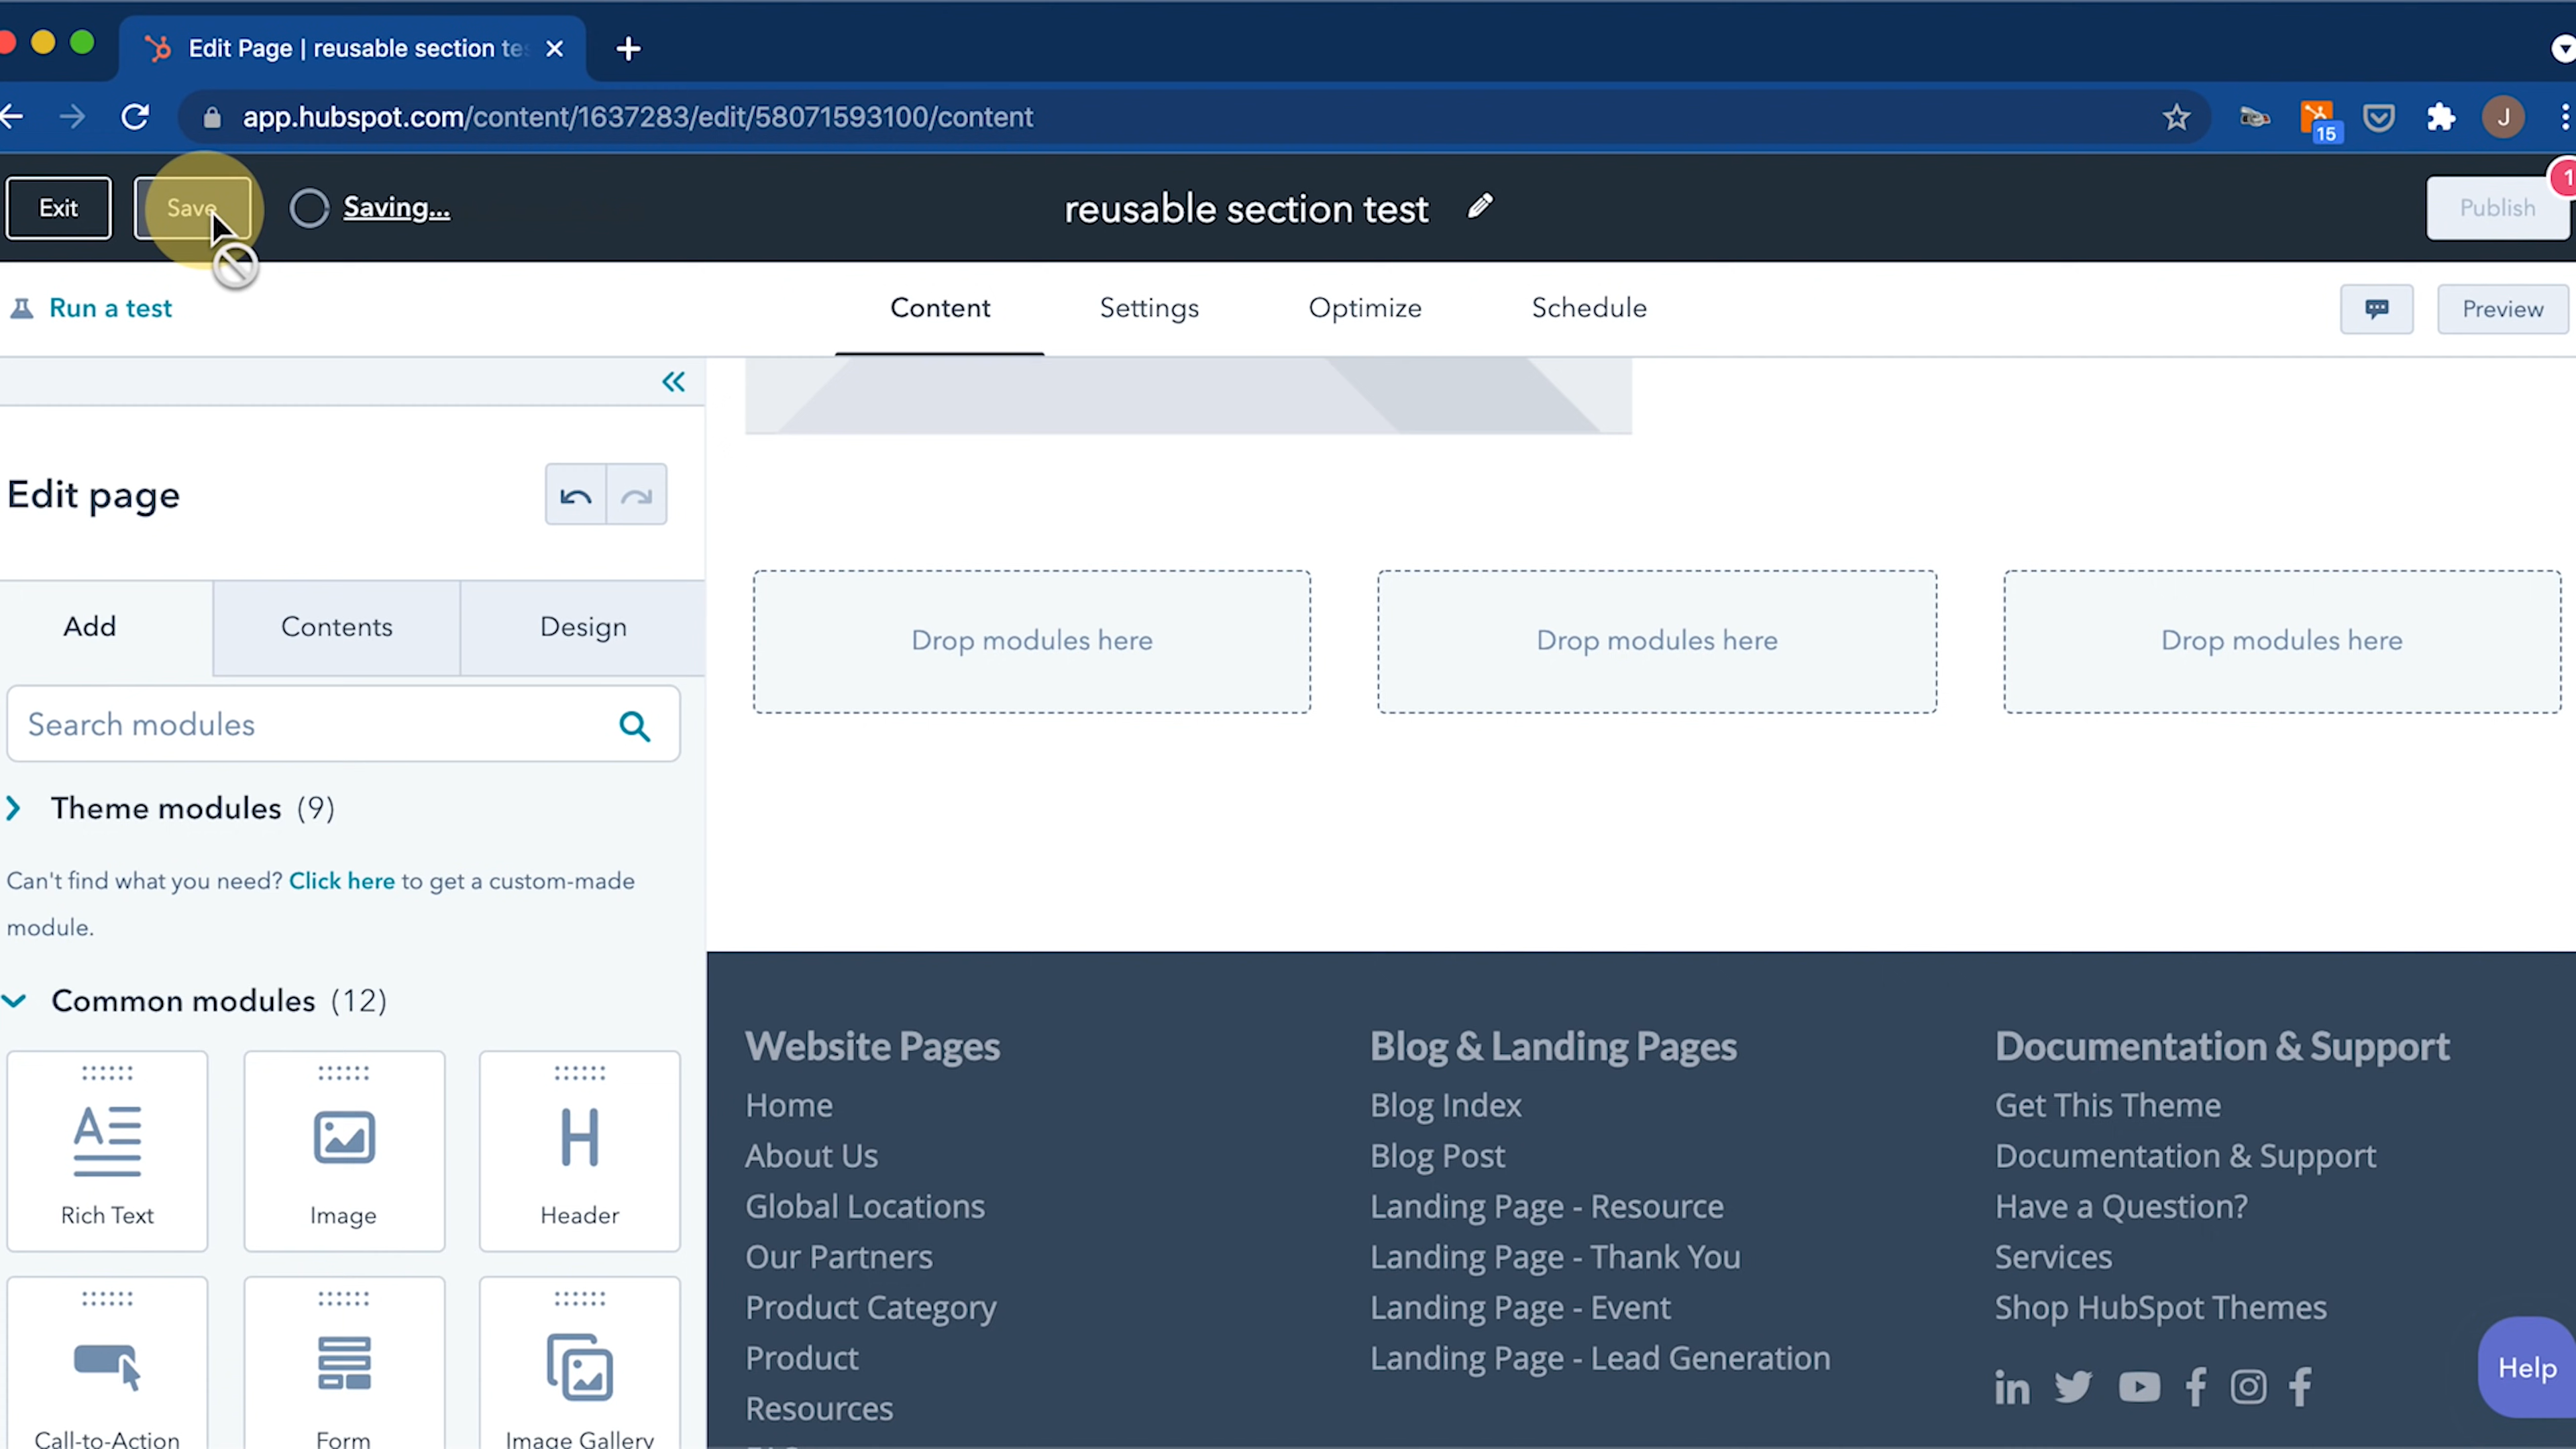 Edit Page | reusable section te
app.hubspot.com/content/1637283/edit/58071593100/content
15
J
Exit
Save
Saving...
reusable section test
Publish
1
Run a test
Content
Settings
Optimize
Schedule
Preview
Edit page
Add
Contents
Design
Search modules
Theme modules (9)
Can't find what you need? Click here to get a custom-made
module.
Common modules (12)
Rich Text
Image
Header
Call-to-Action
Form
Image Gallery
Drop modules here
Drop modules here
Drop modules here
Website Pages
Home
About Us
Global Locations
Our Partners
Product Category
Product
Resources
Blog & Landing Pages
Blog Index
Blog Post
Landing Page - Resource
Landing Page - Thank You
Landing Page - Event
Landing Page - Lead Generation
Documentation & Support
Get This Theme
Documentation & Support
Have a Question?
Services
Shop HubSpot Themes
Help